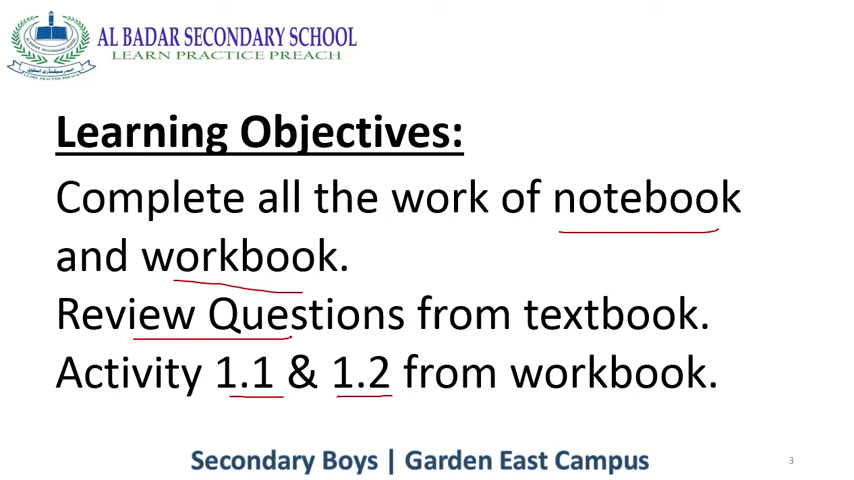 AL BADAR SECONDARY SCHOOL
LEARN PRACTICE PREACH
Learning Objectives:
Complete all the work of notebook
and workbook.
Review Questions from textbook.
Activity 1.1 & 1.2 from workbook.
Secondary Boys | Garden East Campus
3